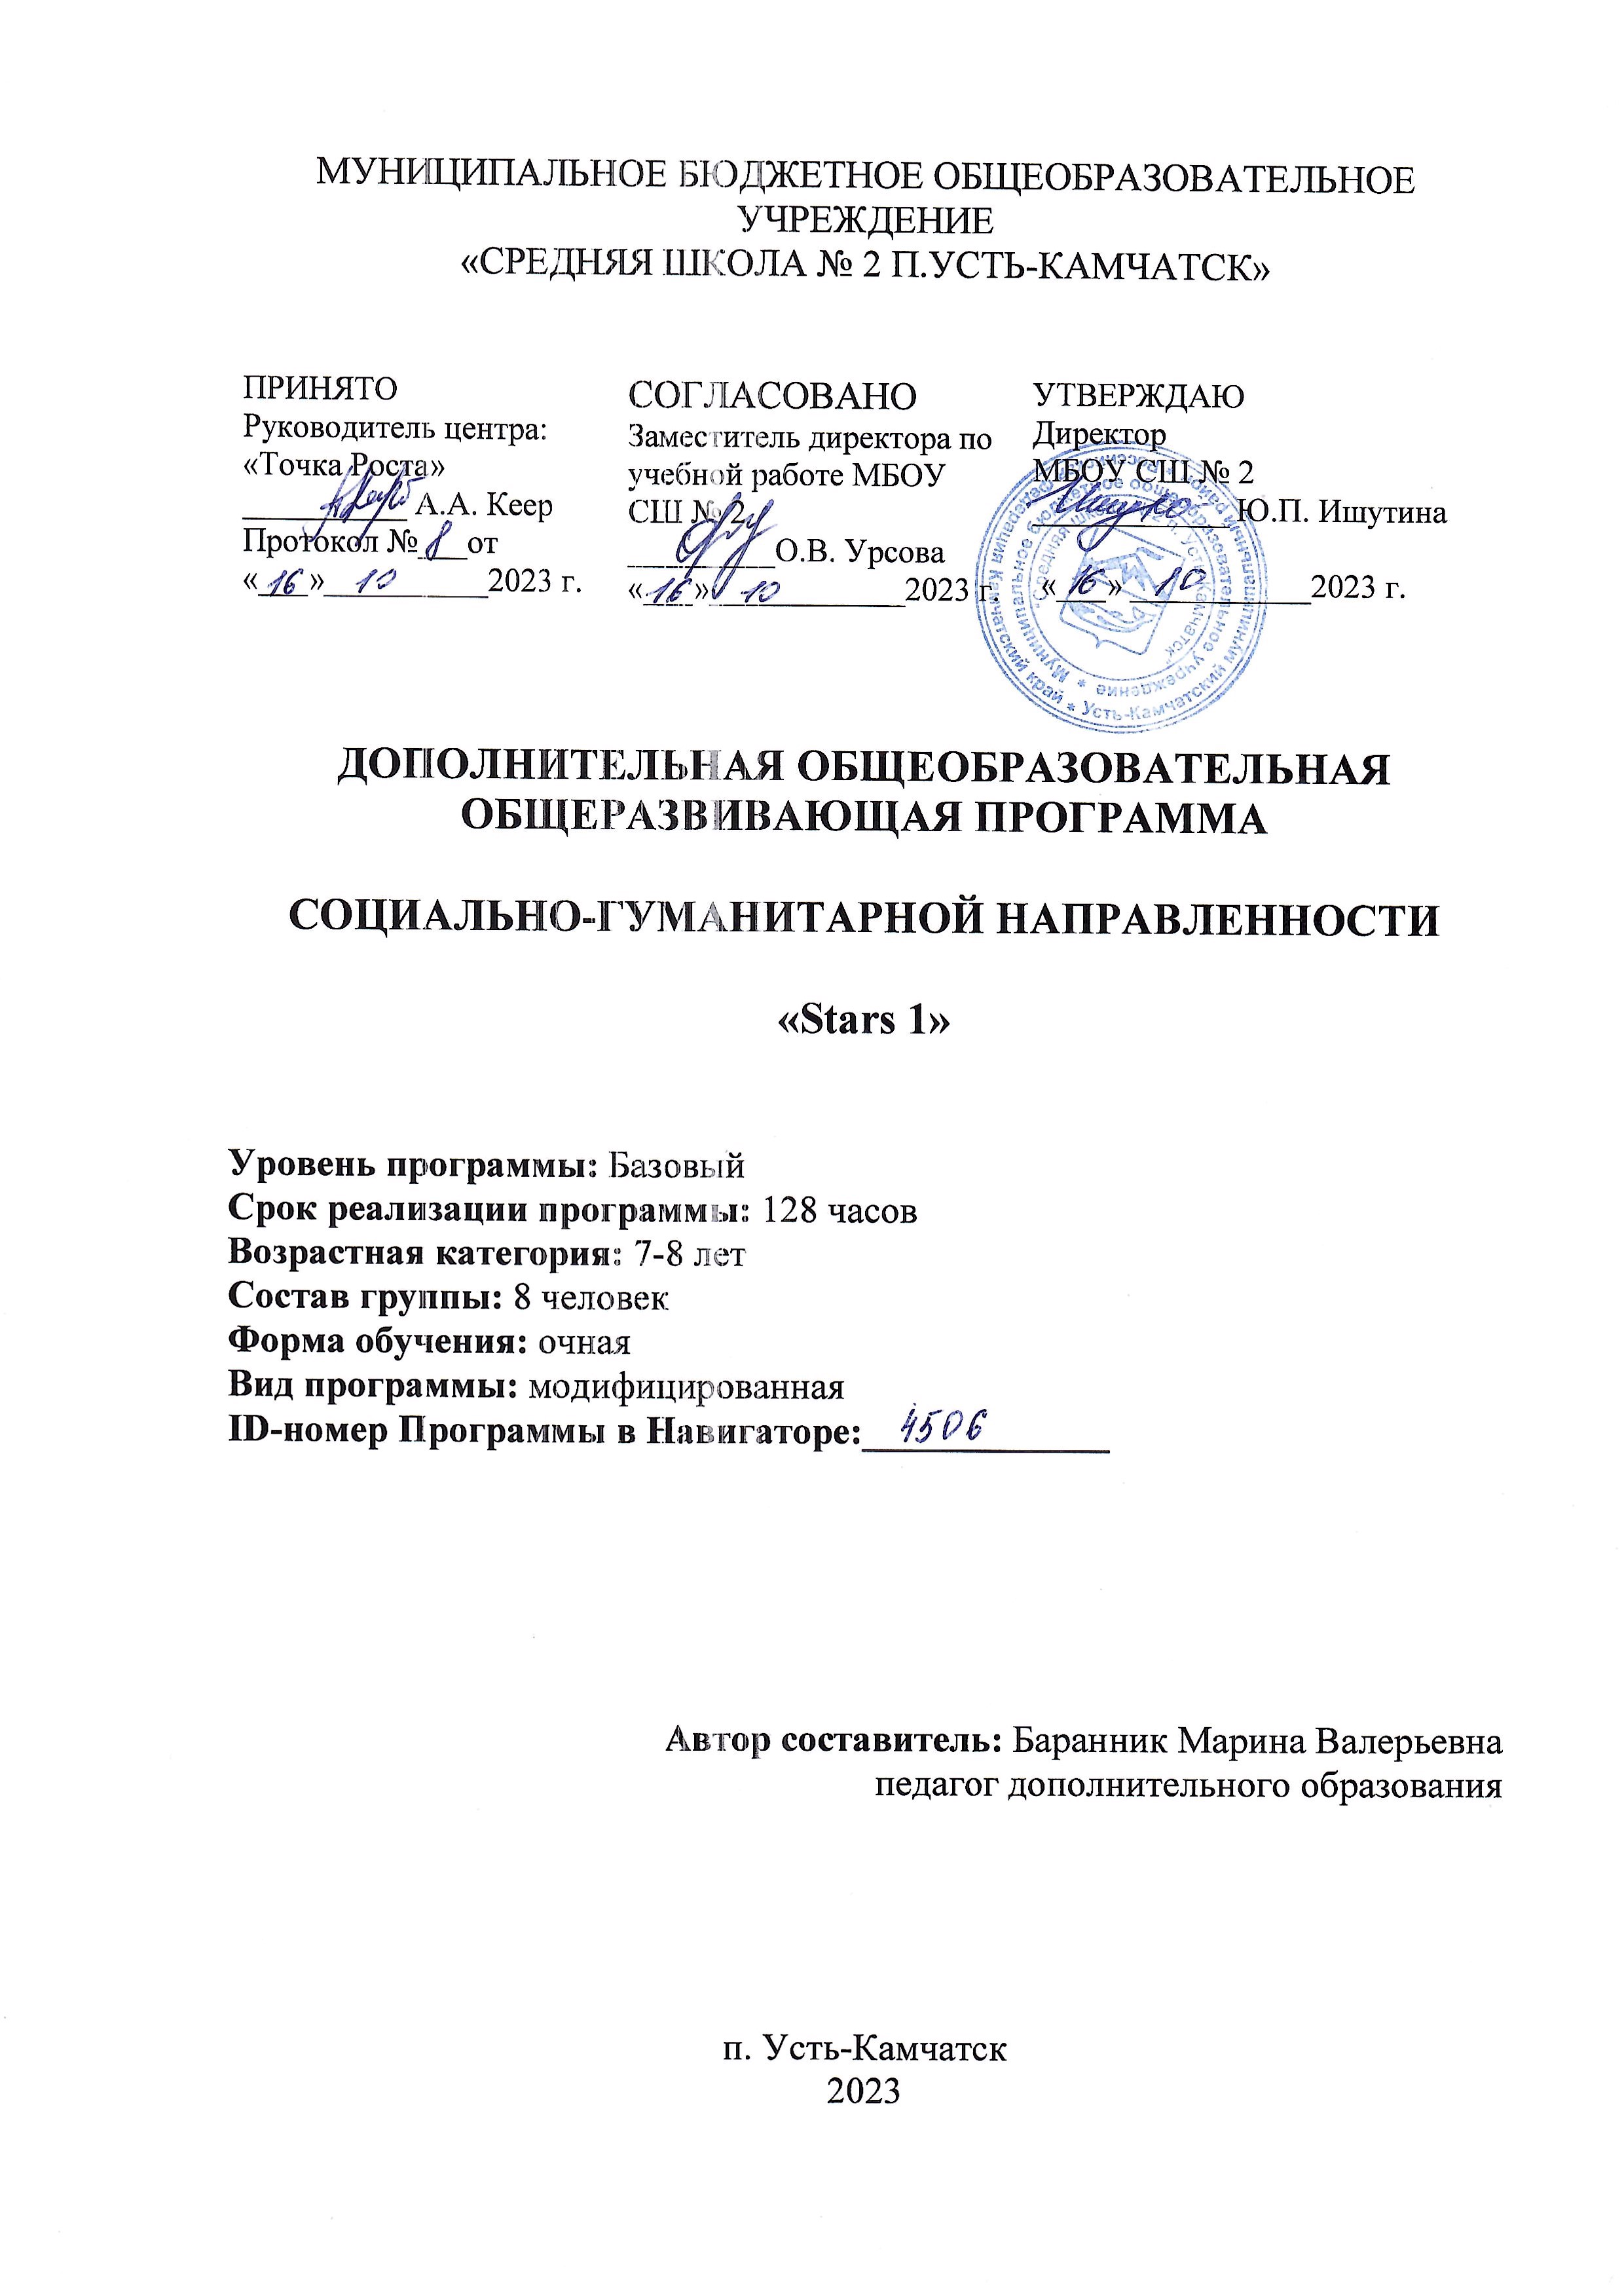 МУНИЦИПАЛЬНОЕ БЮДЖЕТНОЕ ОБЩЕОБРАЗОВАТЕЛЬНОЕ
УЧРЕЖДЕНИЕ
«СРЕДНЯЯ ШКОЛА № 2 П.УСТЬ-КАМЧАТСК»
ПРИНЯТО
Руководитель центра:
«Точка Роста»
А.А. Кеер
Протокол № 8 от
«16» 10 2023 г.
СОГЛАСОВАНО
Заместитель директора по
учебной работе МБОУ
СШ № 2
О.В. Урсова
«16» 10 2023 г.
УТВЕРЖДАЮ
Директор
МБОУ СШ № 2
Ю.П. Ишутина
«16» 10 2023 г.
ДОПОЛНИТЕЛЬНАЯ ОБЩЕОБРАЗОВАТЕЛЬНАЯ
ОБЩЕРАЗВИВАЮЩАЯ ПРОГРАММА
СОЦИАЛЬНО-ГУМАНИТАРНОЙ НАПРАВЛЕННОСТИ
«Stars 1»
Уровень программы: Базовый
Срок реализации программы: 128 часов
Возрастная категория: 7-8 лет
Состав группы: 8 человек
Форма обучения: очная
Вид программы: модифицированная
ID-номер Программы в Навигаторе: 4506
Автор составитель: Баранник Марина Валерьевна
педагог дополнительного образования
п. Усть-Камчатск
2023